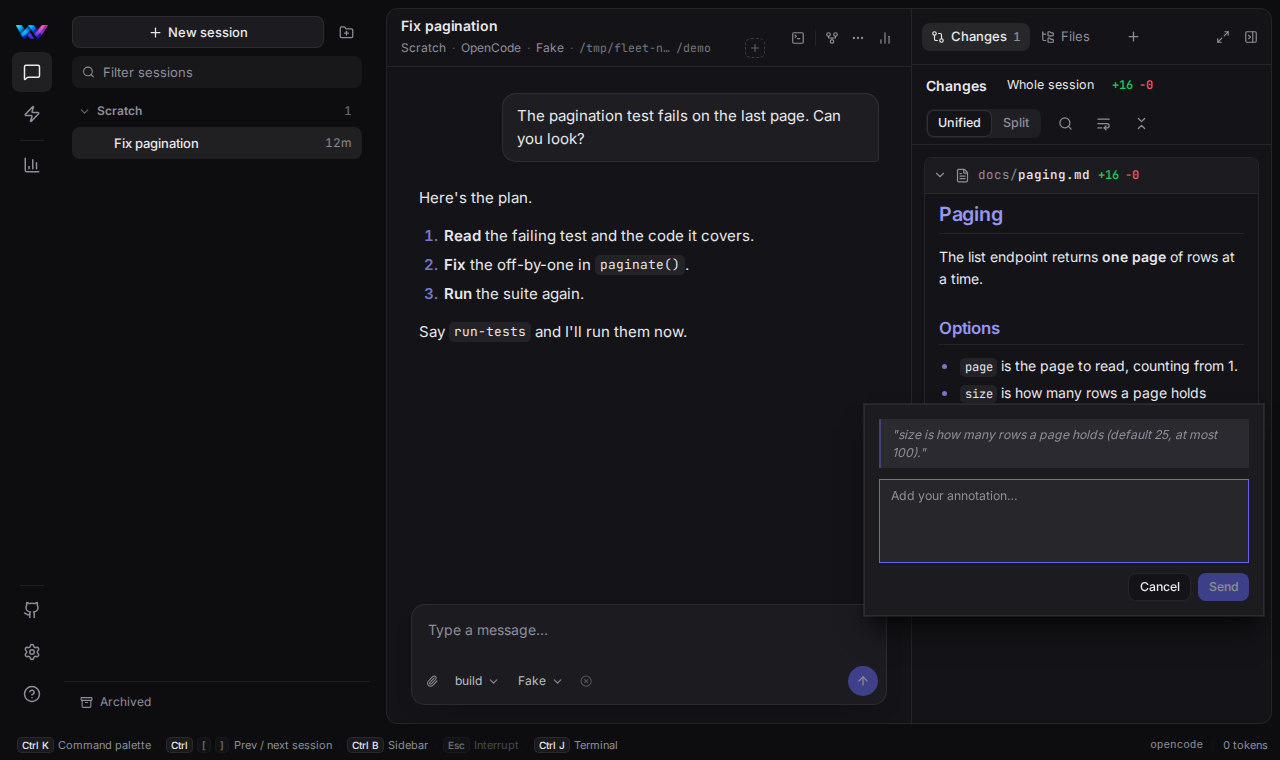 New session
Filter sessions
Scratch 1
Fix pagination 12m
Archived
Fix pagination
Scratch · OpenCode · Fake · /tmp/fleet-n… /demo
The pagination test fails on the last page. Can
you look?
Here's the plan.
1. Read the failing test and the code it covers.
2. Fix the off-by-one in paginate().
3. Run the suite again.
Say run-tests and I'll run them now.
Type a message...
build Fake
Changes 1 Files
Changes Whole session +16 -0
Unified Split
docs/paging.md +16 -0
Paging
The list endpoint returns one page of rows at
a time.
Options
page is the page to read, counting from 1.
size is how many rows a page holds
"size is how many rows a page holds (default 25, at most
100)."
Add your annotation...
Cancel Send
Ctrl K Command palette Ctrl [ ] Prev / next session Ctrl B Sidebar Esc Interrupt Ctrl J Terminal opencode 0 tokens